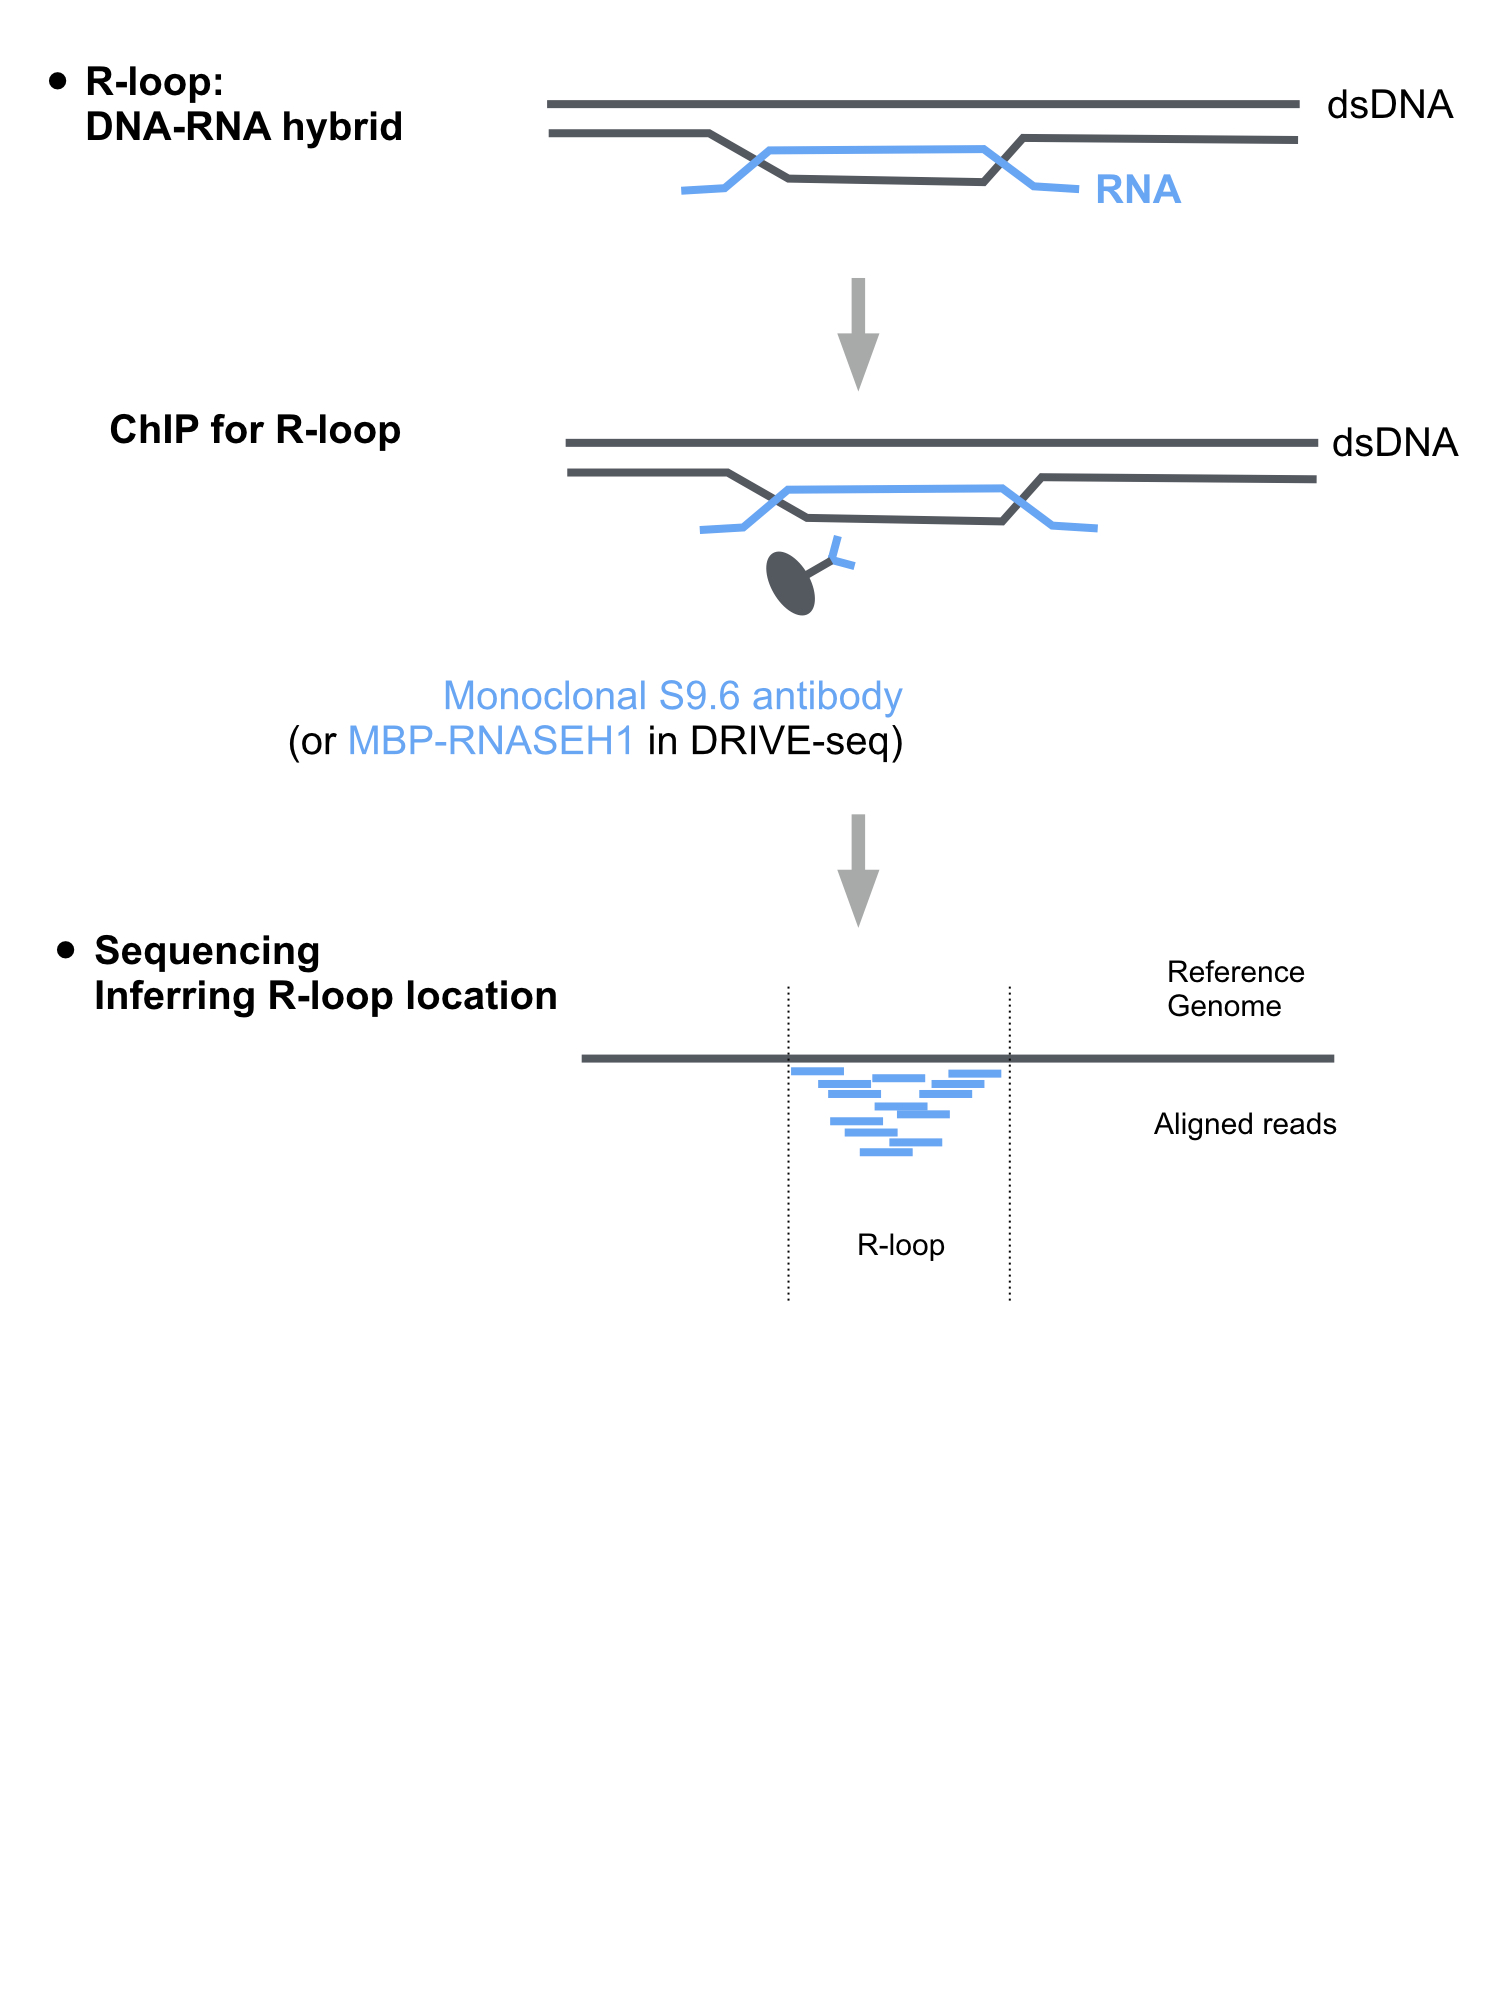 R-loop:
DNA-RNA hybrid
dsDNA
RNA
ChIP for R-loop
dsDNA
Monoclonal S9.6 antibody
(or MBP-RNASEH1 in DRIVE-seq)
Sequencing
Inferring R-loop location
Reference
Genome
Aligned reads
R-loop